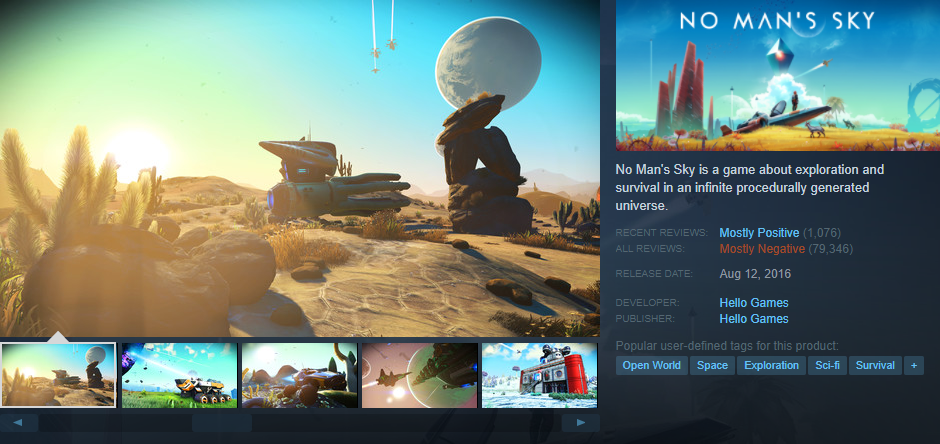 NO MAN'S SKY
No Man's Sky is a game about exploration and
survival in an infinite procedurally generated
universe.
RECENT REVIEWS: Mostly Positive (1,076)
ALL REVIEWS: Mostly Negative (79,346)
RELEASE DATE: Aug 12, 2016
DEVELOPER: Hello Games
PUBLISHER: Hello Games
Popular user-defined tags for this product:
Open World Space Exploration Sci-fi Survival +